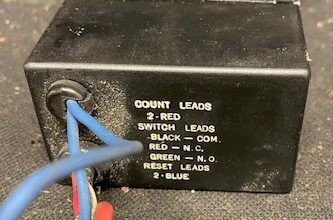 COUNT LEADS
2-RED
SWITCH LEADS
BLACK — COM.
RED — N.C.
GREEN — N.O.
RESET LEADS
2-BLUE